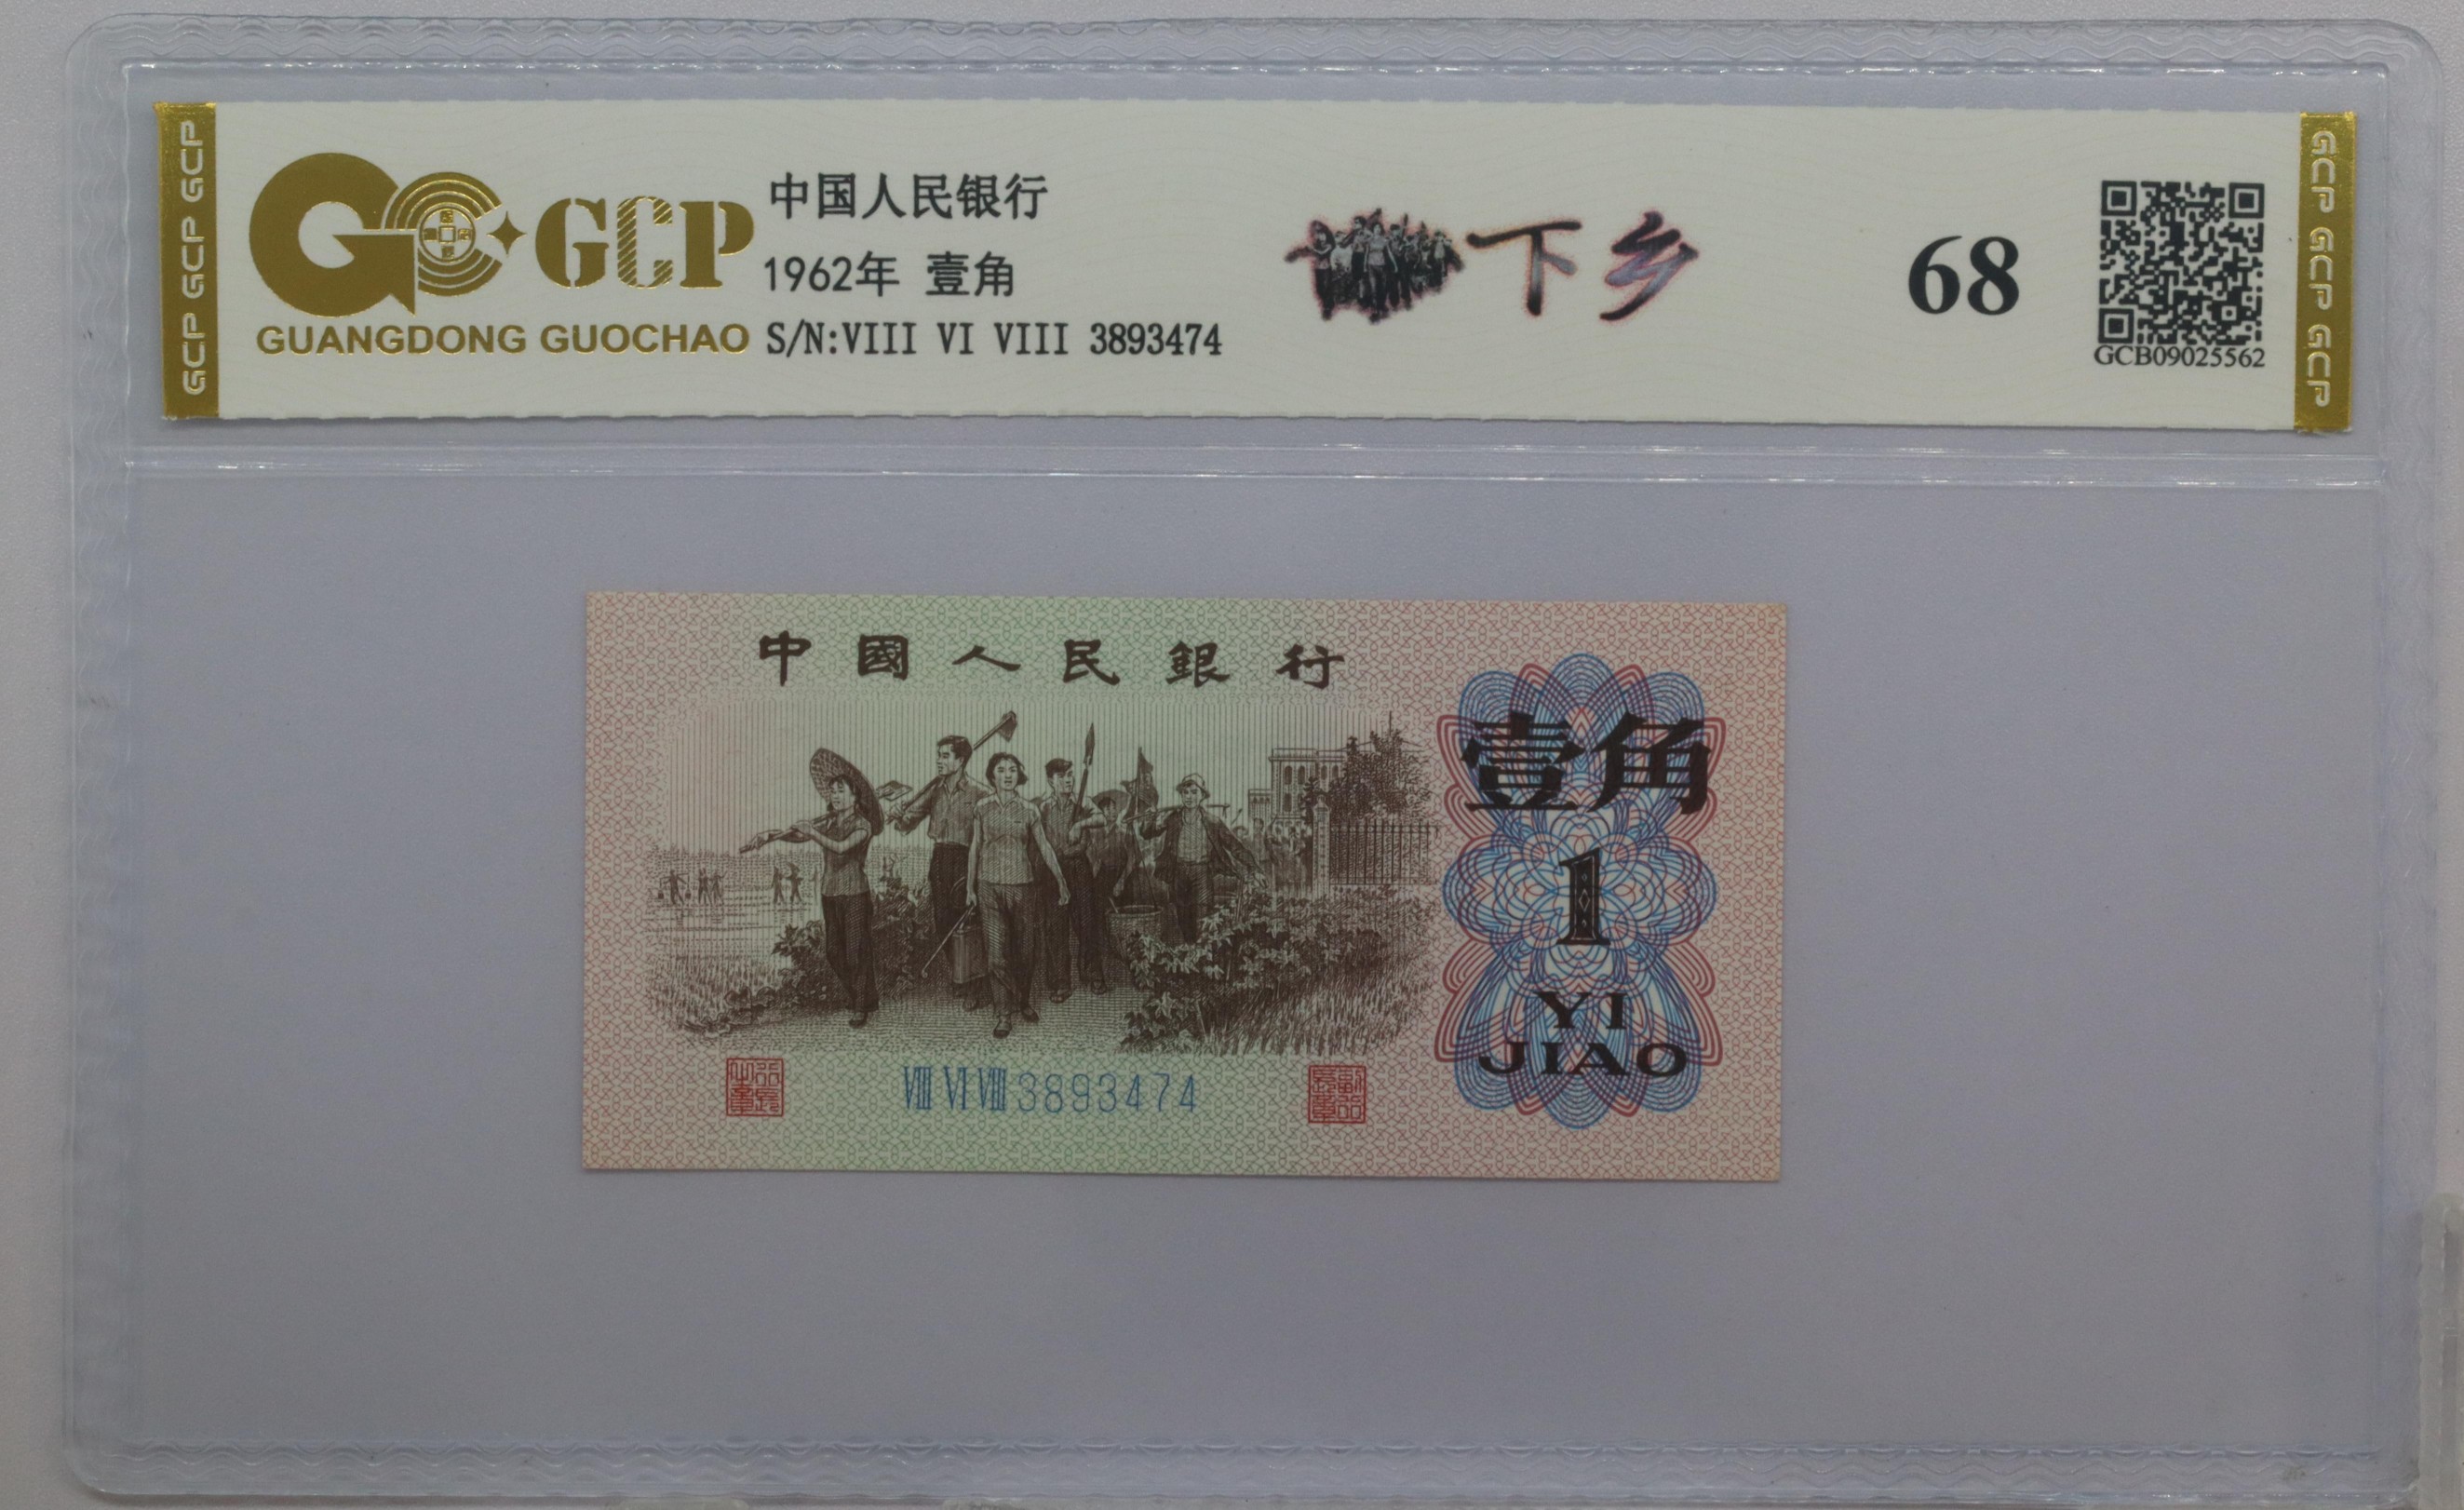 GCP GCP GCP
GCP
GUANGDONG GUOCHAO
中国人民银行
1962年 壹角
S/N:VIII VI VIII 3893474
下乡
68
GCB09025562
GCP GCP GCP
中國人民銀行
壹角
1
YI
JIAO
VIII VI VIII 3893474